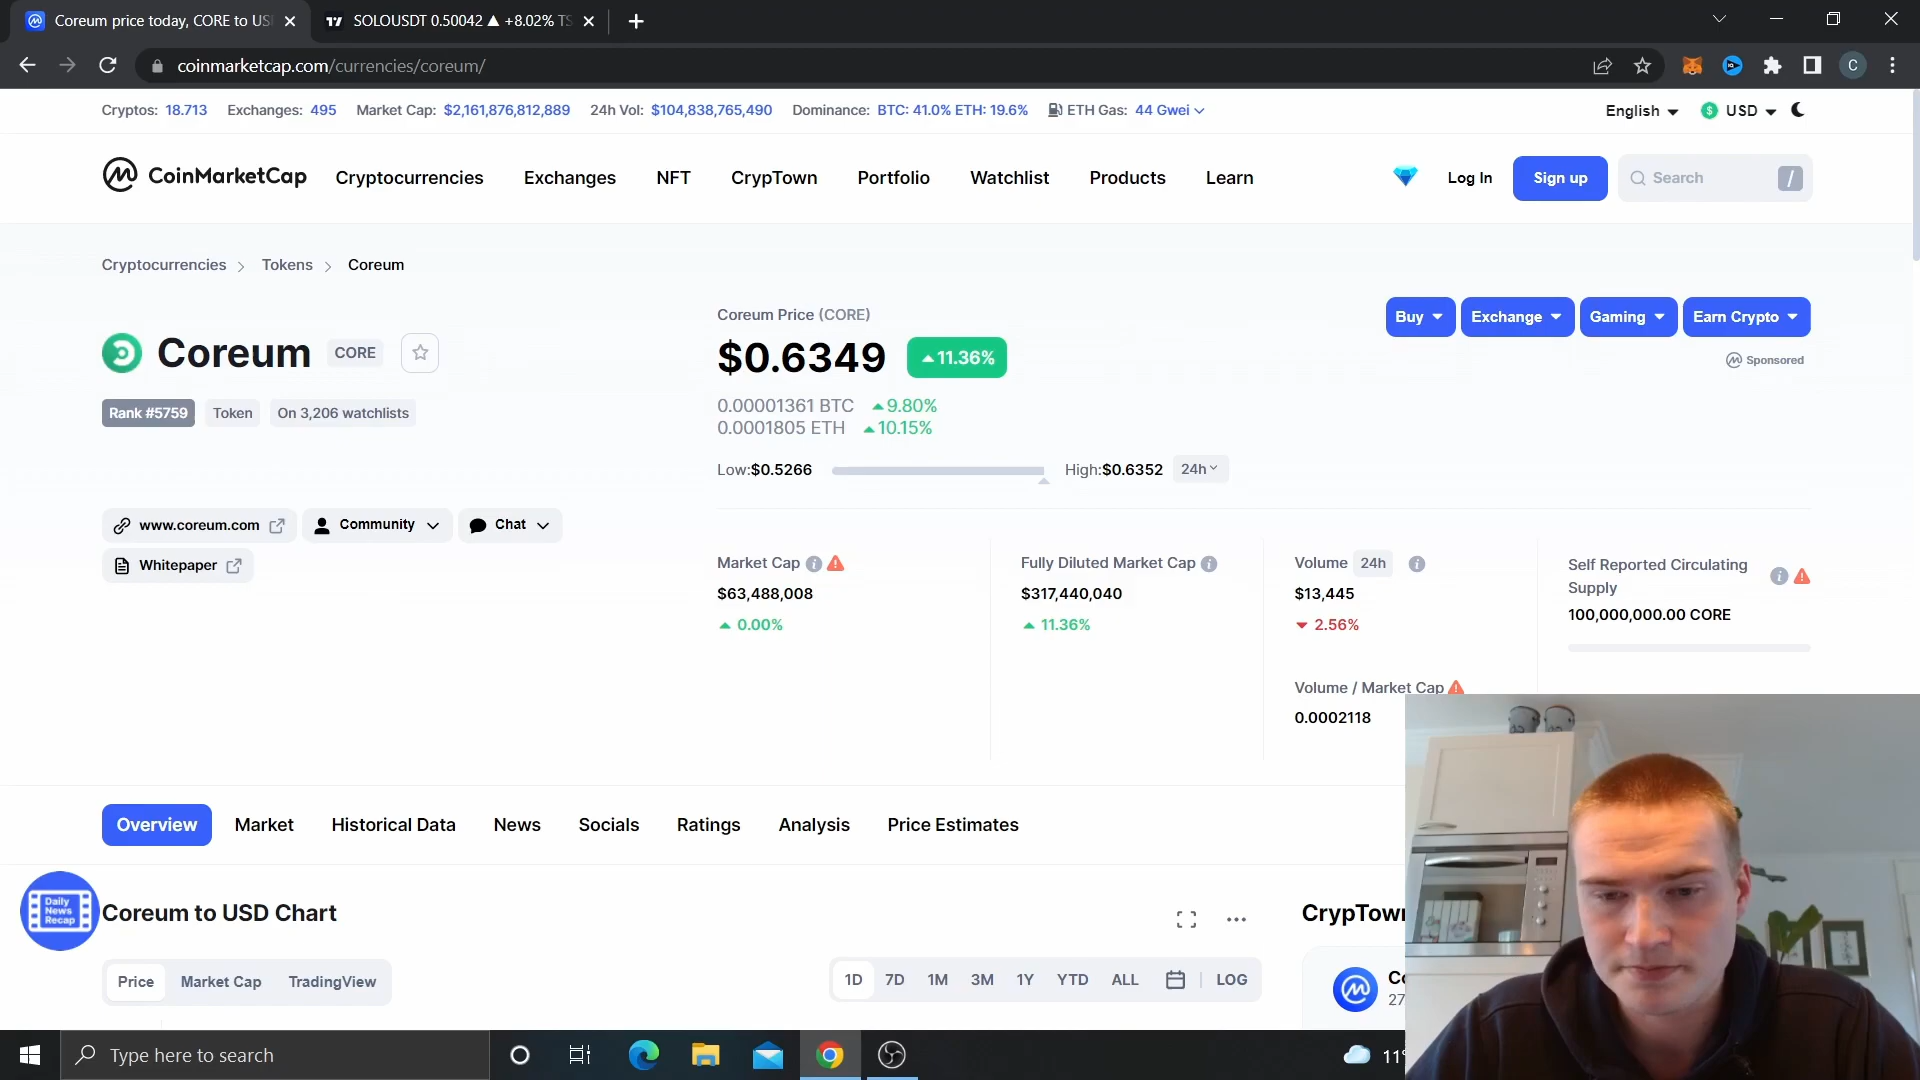 Coreum price today, CORE to US
SOLOUSDT 0.50042 ▲ +8.02% TS
coinmarketcap.com/currencies/coreum/
C
Cryptos: 18.713 Exchanges: 495 Market Cap: $2,161,876,812,889 24h Vol: $104,838,765,490 Dominance: BTC: 41.0% ETH: 19.6% ETH Gas: 44 Gwei English $ USD
CoinMarketCap Cryptocurrencies Exchanges NFT CrypTown Portfolio Watchlist Products Learn Log In Sign up Search /
Cryptocurrencies > Tokens > Coreum
Coreum CORE
Rank #5759 Token On 3,206 watchlists
www.coreum.com Community Chat
Whitepaper
Coreum Price (CORE)
$0.6349 ▲11.36%
0.00001361 BTC ▲9.80%
0.0001805 ETH ▲10.15%
Low:$0.5266 High:$0.6352 24h
Buy Exchange Gaming Earn Crypto
Sponsored
Market Cap
$63,488,008
▲ 0.00%
Fully Diluted Market Cap
$317,440,040
▲ 11.36%
Volume 24h
$13,445
▼ 2.56%
Volume / Market Cap
0.0002118
Self Reported Circulating
Supply
100,000,000.00 CORE
Overview Market Historical Data News Socials Ratings Analysis Price Estimates
Daily
News
Recap
Coreum to USD Chart
Price Market Cap TradingView
1D 7D 1M 3M 1Y YTD ALL LOG
CrypTown
Type here to search
11°